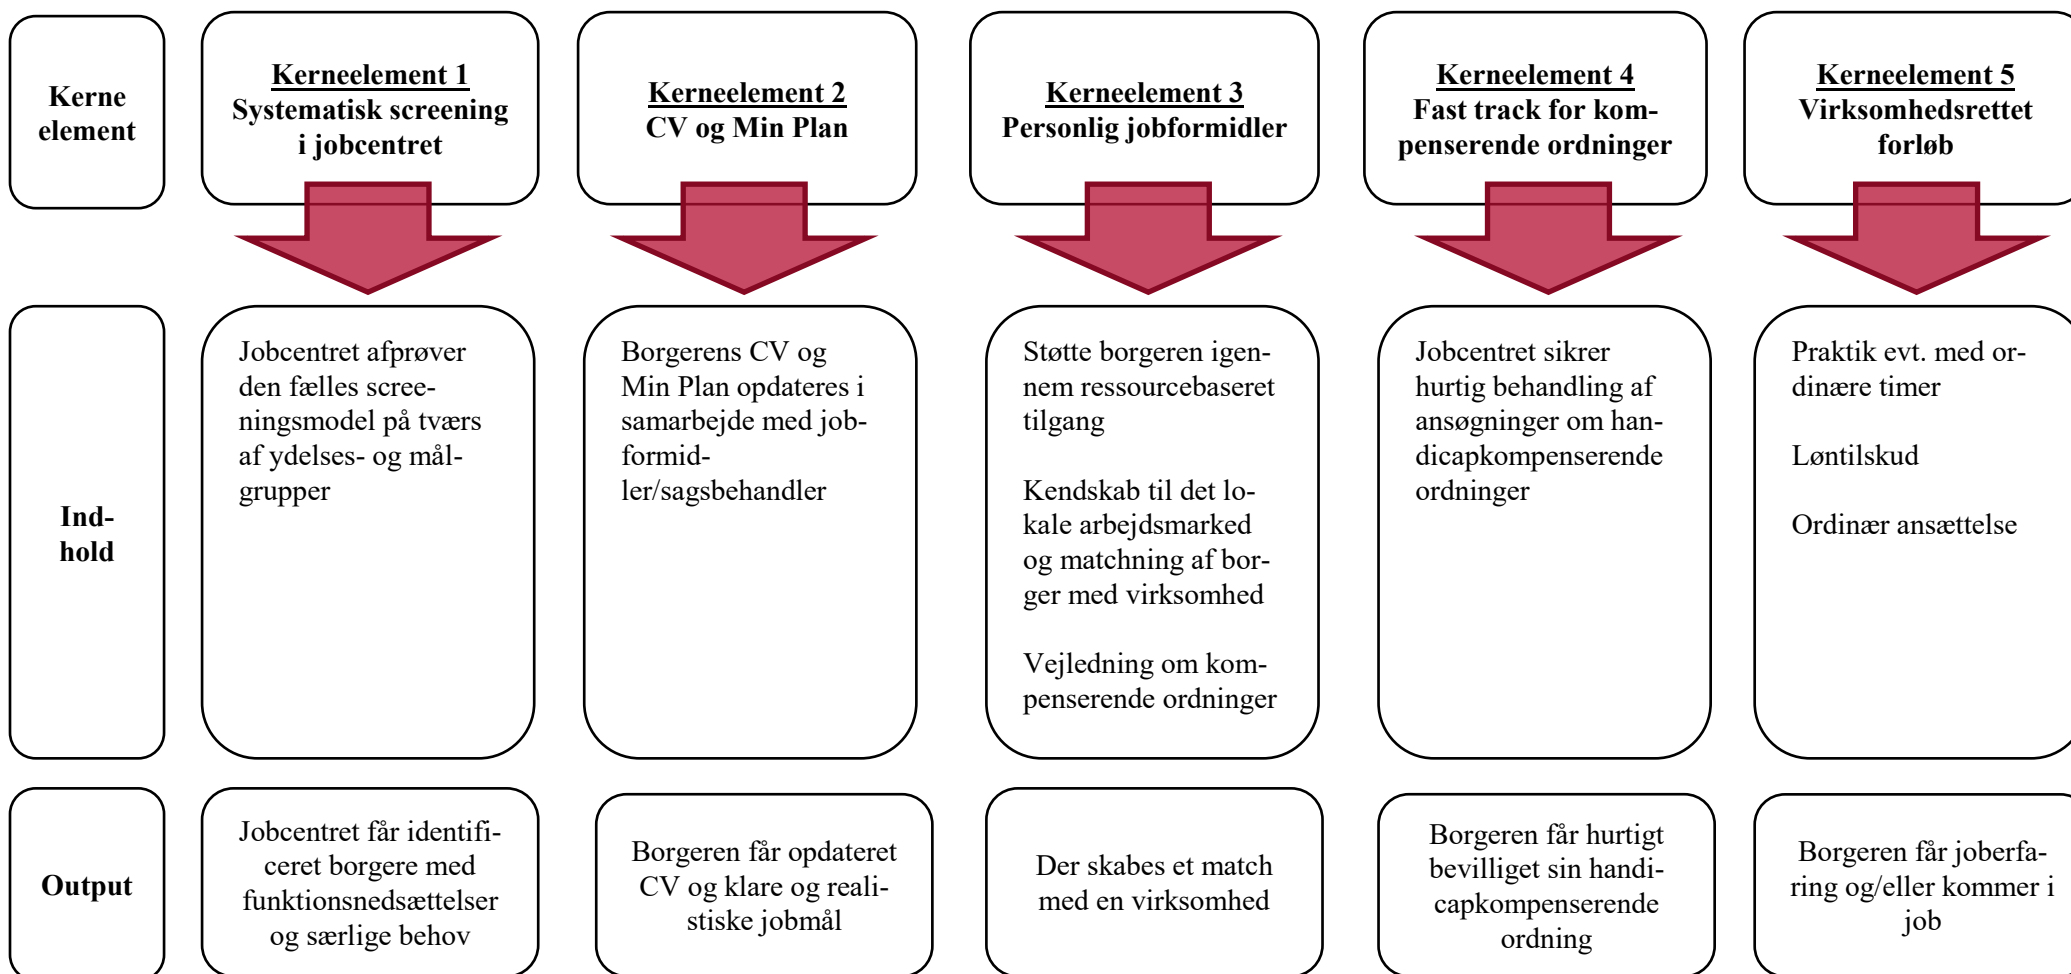 Kerne
element
Kerneelement 1
Systematisk screening
i jobcentret
Kerneelement 2
CV og Min Plan
Kerneelement 3
Personlig jobformidler
Kerneelement 4
Fast track for kom-
penserende ordninger
Kerneelement 5
Virksomhedsrettet
forløb
Ind-
hold
Jobcentret afprøver
den fælles scree-
ningsmodel på tværs
af ydelses- og mål-
grupper
Borgerens CV og
Min Plan opdateres i
samarbejde med job-
formid-
ler/sagsbehandler
Støtte borgeren igen-
nem ressourcebaseret
tilgang
Kendskab til det lo-
kale arbejdsmarked
og matchning af bor-
ger med virksomhed
Vejledning om kom-
penserende ordninger
Jobcentret sikrer
hurtig behandling af
ansøgninger om han-
dicapkompenserende
ordninger
Praktik evt. med or-
dinære timer
Løntilskud
Ordinær ansættelse
Output
Jobcentret får identifi-
ceret borgere med
funktionsnedsættelser
og særlige behov
Borgeren får opdateret
CV og klare og reali-
stiske jobmål
Der skabes et match
med en virksomhed
Borgeren får hurtigt
bevilliget sin handi-
capkompenserende
ordning
Borgeren får joberfa-
ring og/eller kommer i
job